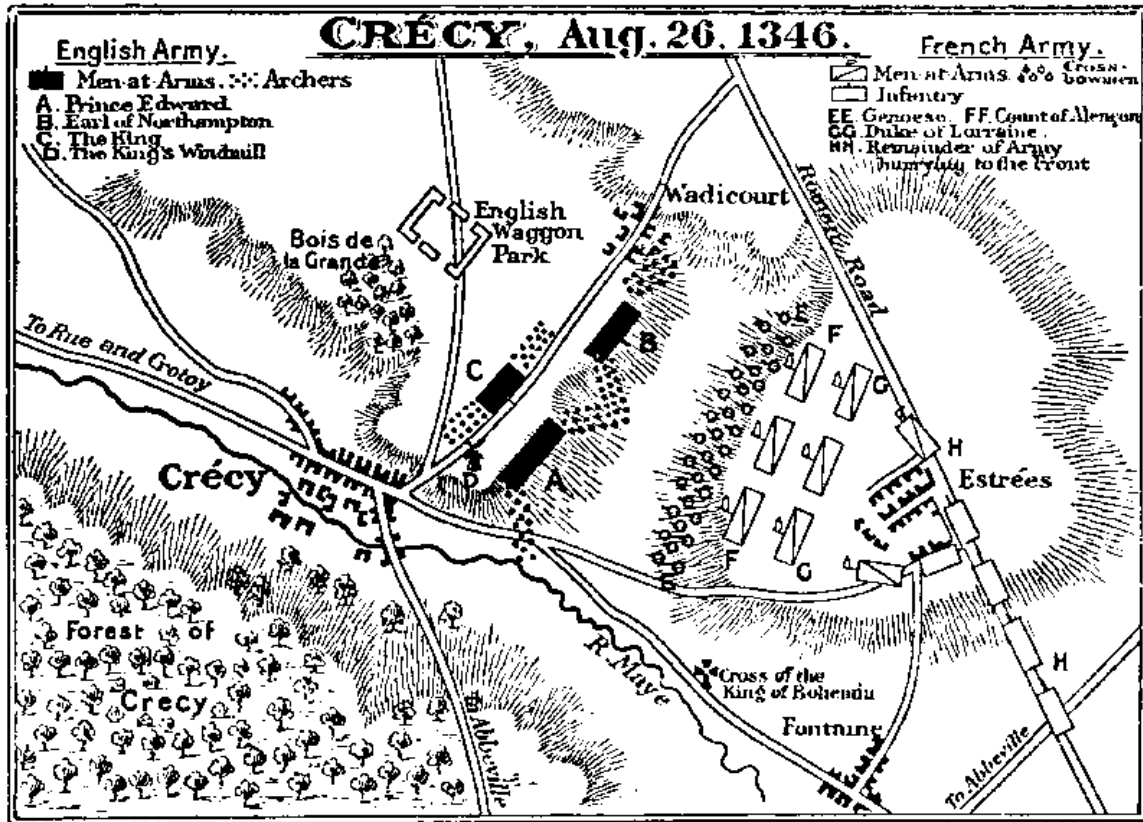 CRÉCY, Aug. 26. 1346.
English Army.
Men-at-Arms. Archers
A. Prince Edward
B. Earl of Northampton
C. The King
D. The King's Windmill
French Army.
Men-at-Arms. Cross-
bowmen
Infantry
EE. Genoese. FF. Count of Alençon
GG. Duke of Lorraine.
HH. Remainder of Army
hurrying to the Front
Wadicourt
English
Waggon
Park
Bois de
la Grange
Roman Road
To Rue and Crotoy
E
F
B
C
G
H
Crécy
D
A
Estrées
F
G
Forest of
Crecy
R. Maye
H
Cross of the
King of Bohemia
Fontaine
Abbeville
To Abbeville